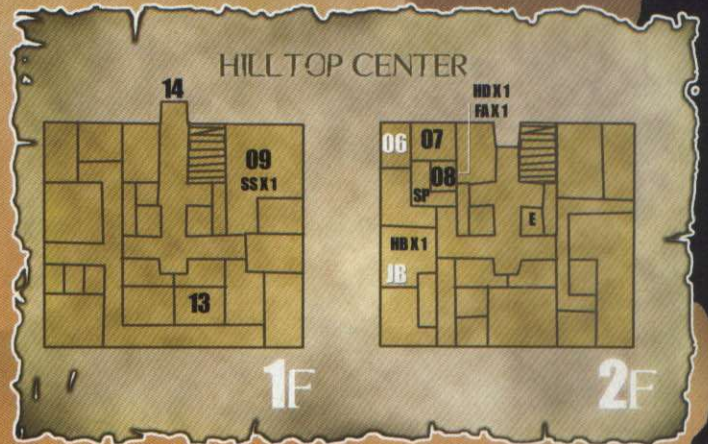 HILLTOP CENTER
14
09
SS X 1
13
1F
HD X 1
FA X 1
06
07
08
SP
E
HB X 1
JB
2F